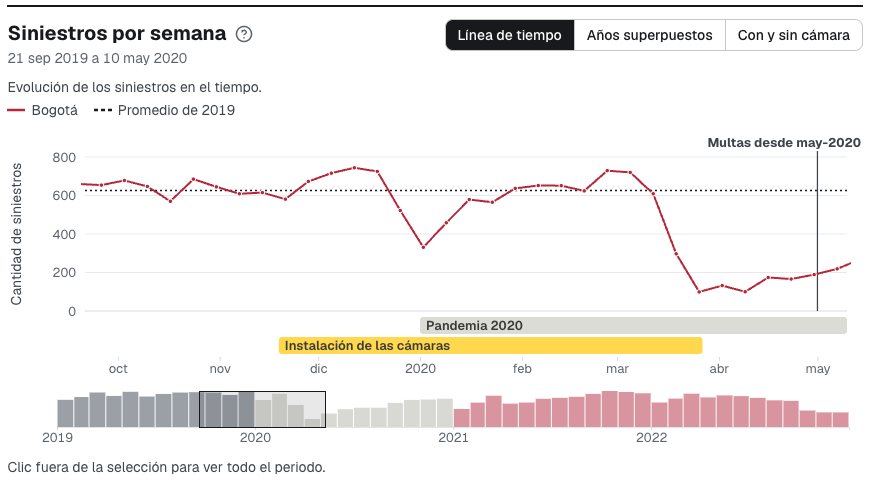 Siniestros por semana ?
Línea de tiempo Años superpuestos Con y sin cámara
21 sep 2019 a 10 may 2020
Evolución de los siniestros en el tiempo.
Bogotá Promedio de 2019
Multas desde may-2020
Cantidad de siniestros
800
600
400
200
0
Pandemia 2020
Instalación de las cámaras
oct nov dic 2020 feb mar abr may
2019 2020 2021 2022
Clic fuera de la selección para ver todo el periodo.